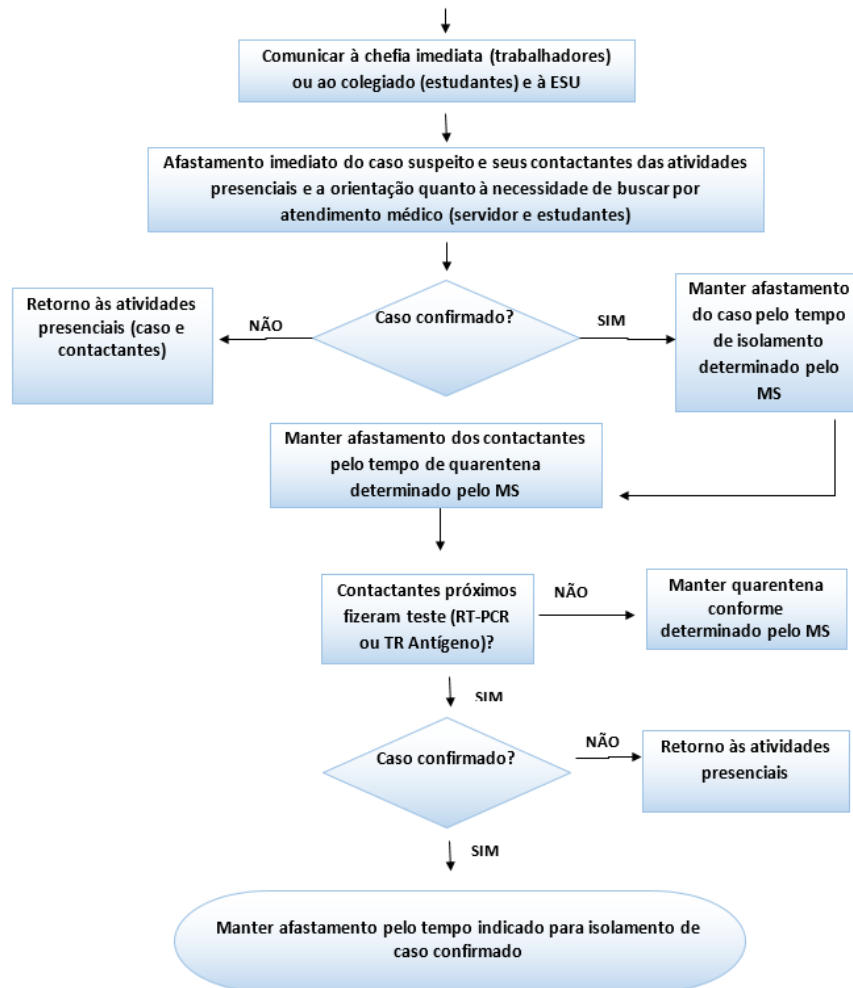 Comunicar à chefia imediata (trabalhadores)
ou ao colegiado (estudantes) e à ESU
Afastamento imediato do caso suspeito e seus contactantes das atividades
presenciais e a orientação quanto à necessidade de buscar por
atendimento médico (servidor e estudantes)
Retorno às atividades
presenciais (caso e
contactantes)
NÃO
Caso confirmado?
SIM
Manter afastamento
do caso pelo tempo
de isolamento
determinado pelo
MS
Manter afastamento dos contactantes
pelo tempo de quarentena
determinado pelo MS
Contactantes próximos
fizeram teste (RT-PCR
ou TR Antígeno)?
NÃO
Manter quarentena
conforme
determinado pelo MS
SIM
Caso confirmado?
NÃO
Retorno às atividades
presenciais
SIM
Manter afastamento pelo tempo indicado para isolamento de
caso confirmado